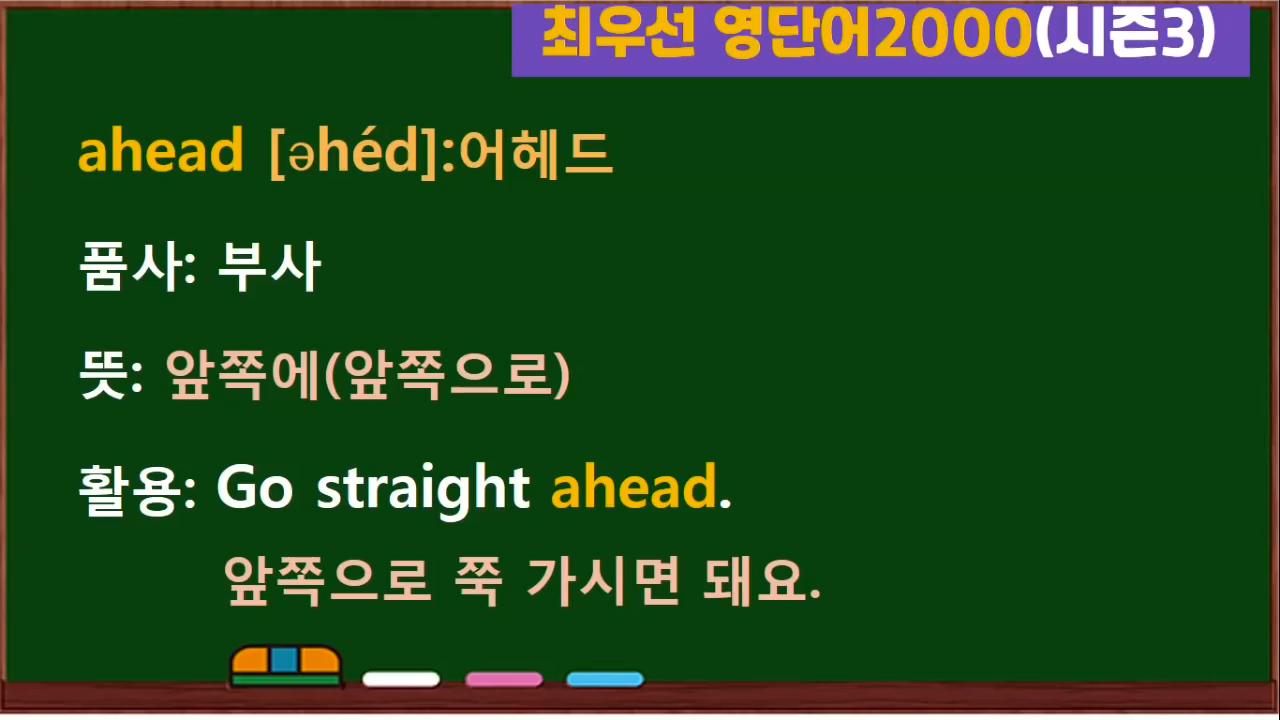 최우선 영단어2000(시즌3)
ahead [əhéd]:어헤드
품사: 부사
뜻: 앞쪽에(앞쪽으로)
활용: Go straight ahead.
앞쪽으로 쭉 가시면 돼요.